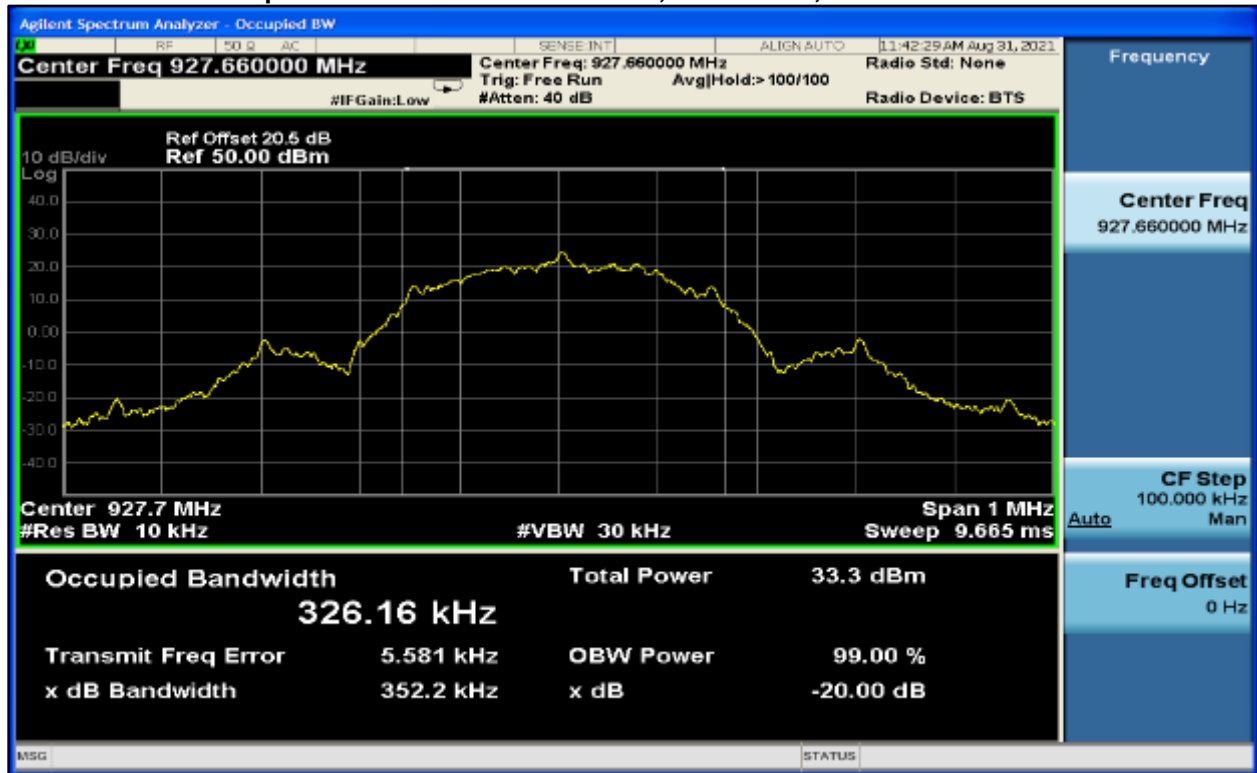 Agilent Spectrum Analyzer - Occupied BW
LXI RF 50 Ω AC SENSE:INT ALIGN AUTO 11:42:29 AM Aug 31, 2021
Center Freq 927.660000 MHz
Center Freq: 927.660000 MHz
Radio Std: None
Trig: Free Run Avg|Hold:> 100/100
#IFGain:Low
#Atten: 40 dB
Radio Device: BTS
Ref Offset 20.5 dB
10 dB/div Ref 50.00 dBm
Log
40.0
30.0
20.0
10.0
0.00
-10.0
-20.0
-30.0
-40.0
Center 927.7 MHz Span 1 MHz
#Res BW 10 kHz #VBW 30 kHz Sweep 9.665 ms
Occupied Bandwidth Total Power 33.3 dBm
326.16 kHz
Transmit Freq Error 5.581 kHz OBW Power 99.00 %
x dB Bandwidth 352.2 kHz x dB -20.00 dB
MSG STATUS
Frequency
Center Freq
927.660000 MHz
CF Step
100.000 kHz
Auto Man
Freq Offset
0 Hz